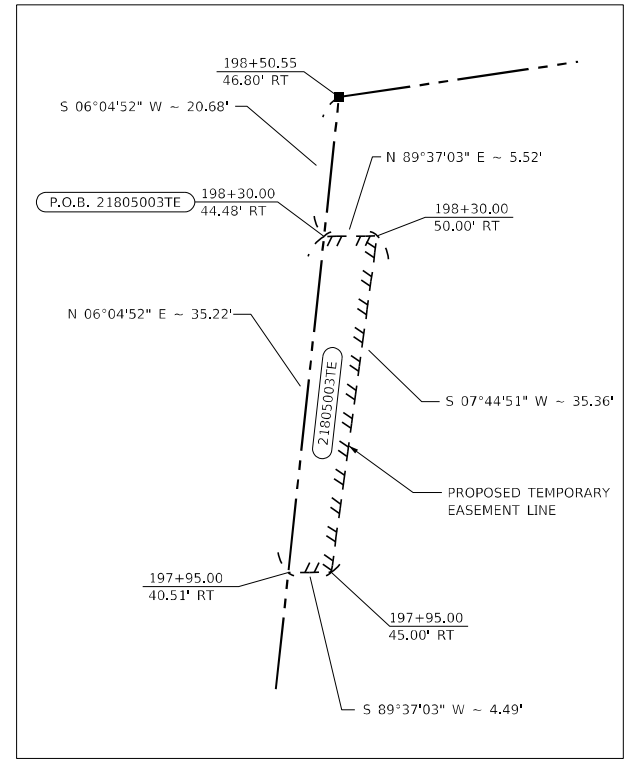 198+50.55
46.80' RT
S 06°04'52" W ~ 20.68'
N 89°37'03" E ~ 5.52'
P.O.B. 21805003TE
198+30.00
44.48' RT
198+30.00
50.00' RT
N 06°04'52" E ~ 35.22'
21805003TE
S 07°44'51" W ~ 35.36'
PROPOSED TEMPORARY
EASEMENT LINE
197+95.00
40.51' RT
197+95.00
45.00' RT
S 89°37'03" W ~ 4.49'